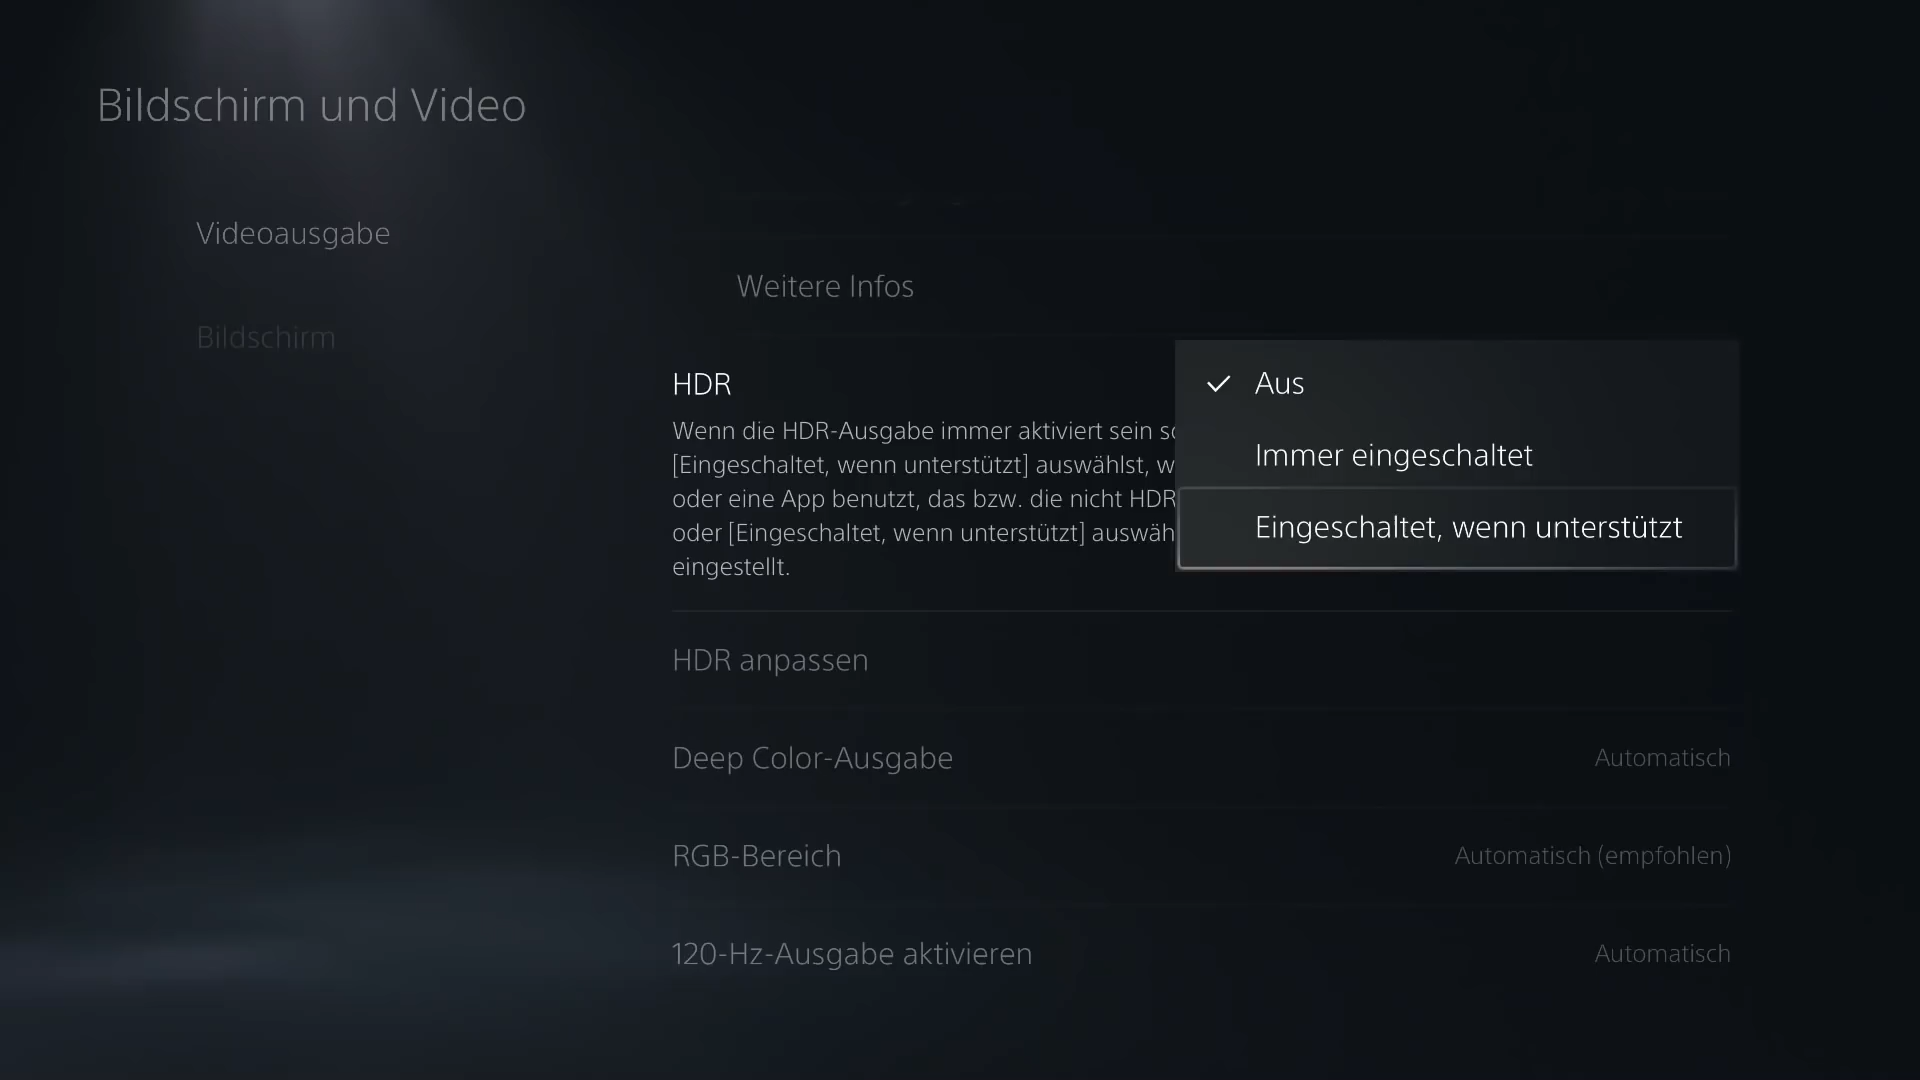 Bildschirm und Video
Videoausgabe
Bildschirm
Weitere Infos
HDR
Wenn die HDR-Ausgabe immer aktiviert sein
[Eingeschaltet, wenn unterstützt] auswählst,
oder eine App benutzt, das bzw. die nicht HDR
oder [Eingeschaltet, wenn unterstützt]
eingestellt.
Aus
Immer eingeschaltet
Eingeschaltet, wenn unterstützt
HDR anpassen
Deep Color-Ausgabe
Automatisch
RGB-Bereich
Automatisch (empfohlen)
120-Hz-Ausgabe aktivieren
Automatisch